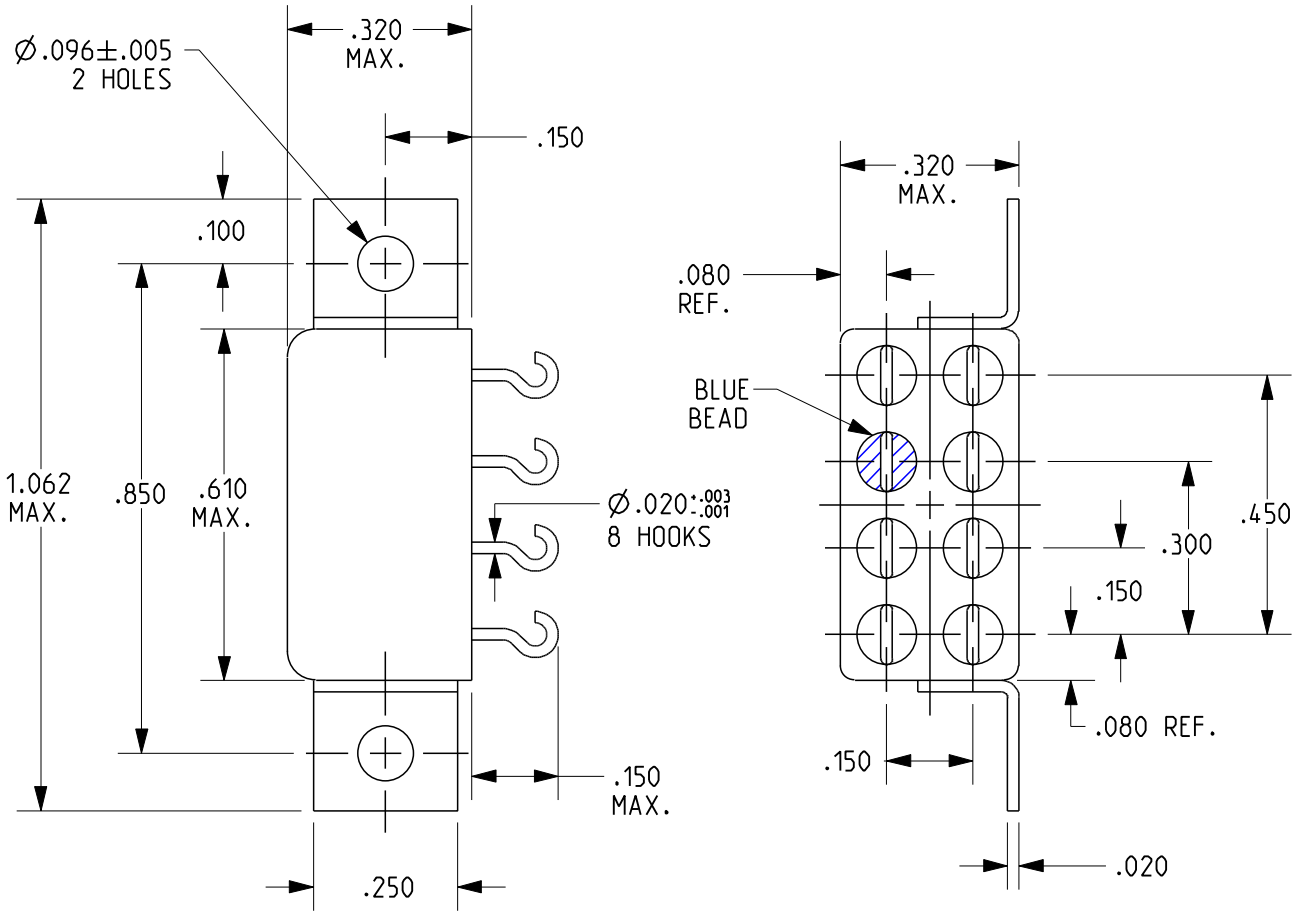 .320
MAX.
Ø.096±.005
2 HOLES
.150
.100
1.062
MAX.
.850
.610
MAX.
Ø.020+.003
-.001
8 HOOKS
.150
MAX.
.250
.320
MAX.
.080
REF.
BLUE
BEAD
.450
.300
.150
.080 REF.
.150
.020